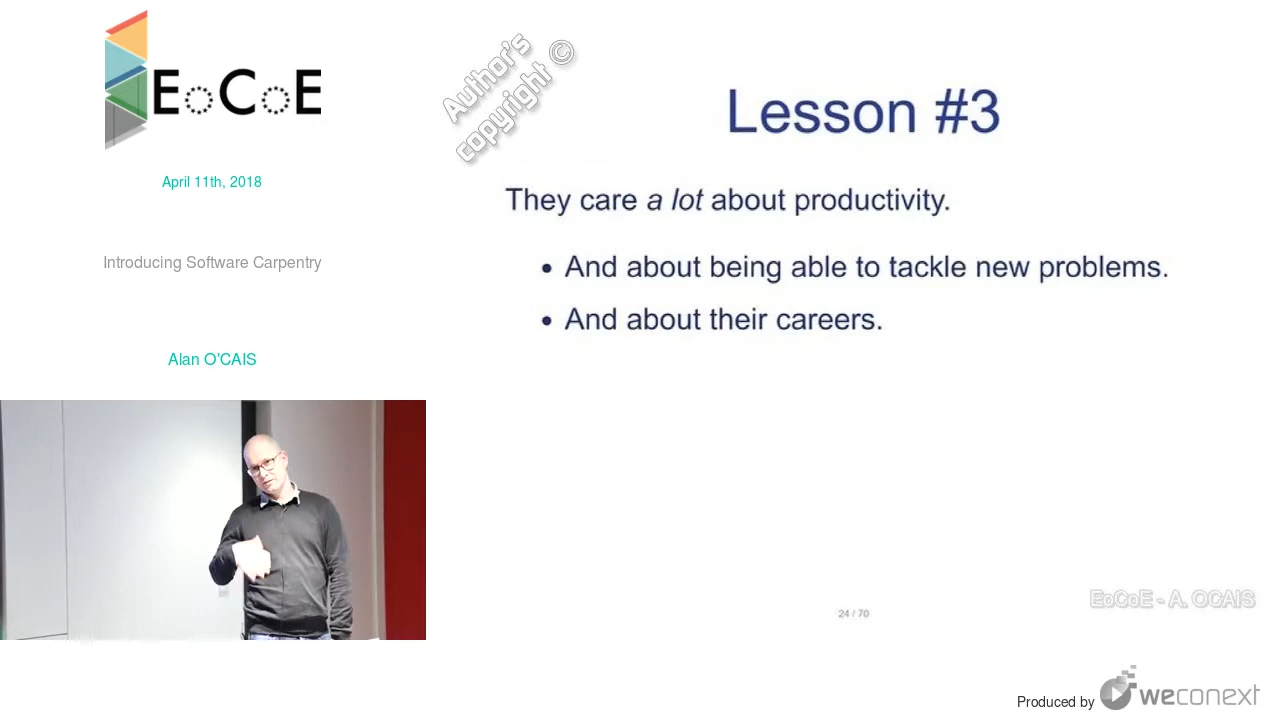 EoCoE
April 11th, 2018
Introducing Software Carpentry
Alan O'CAIS
Author's
copyright ©
Lesson #3
They care a lot about productivity.
• And about being able to tackle new problems.
• And about their careers.
24 / 70
EoCoE - A. OCAIS
Produced by weconext